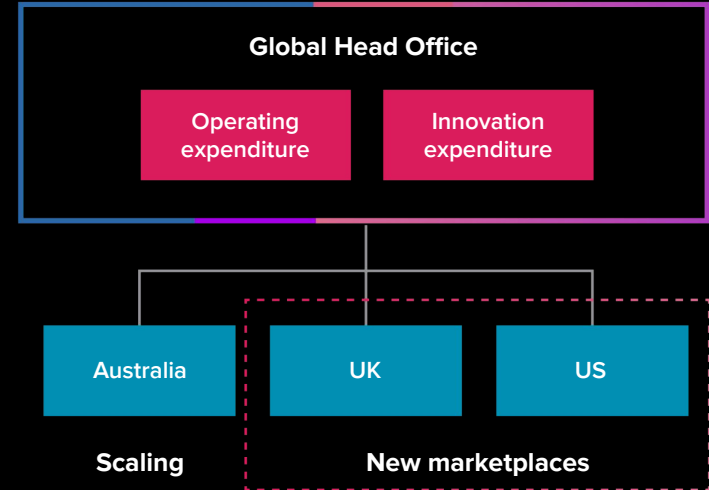 Global Head Office
Operating
expenditure
Innovation
expenditure
Australia
UK
US
Scaling
New marketplaces